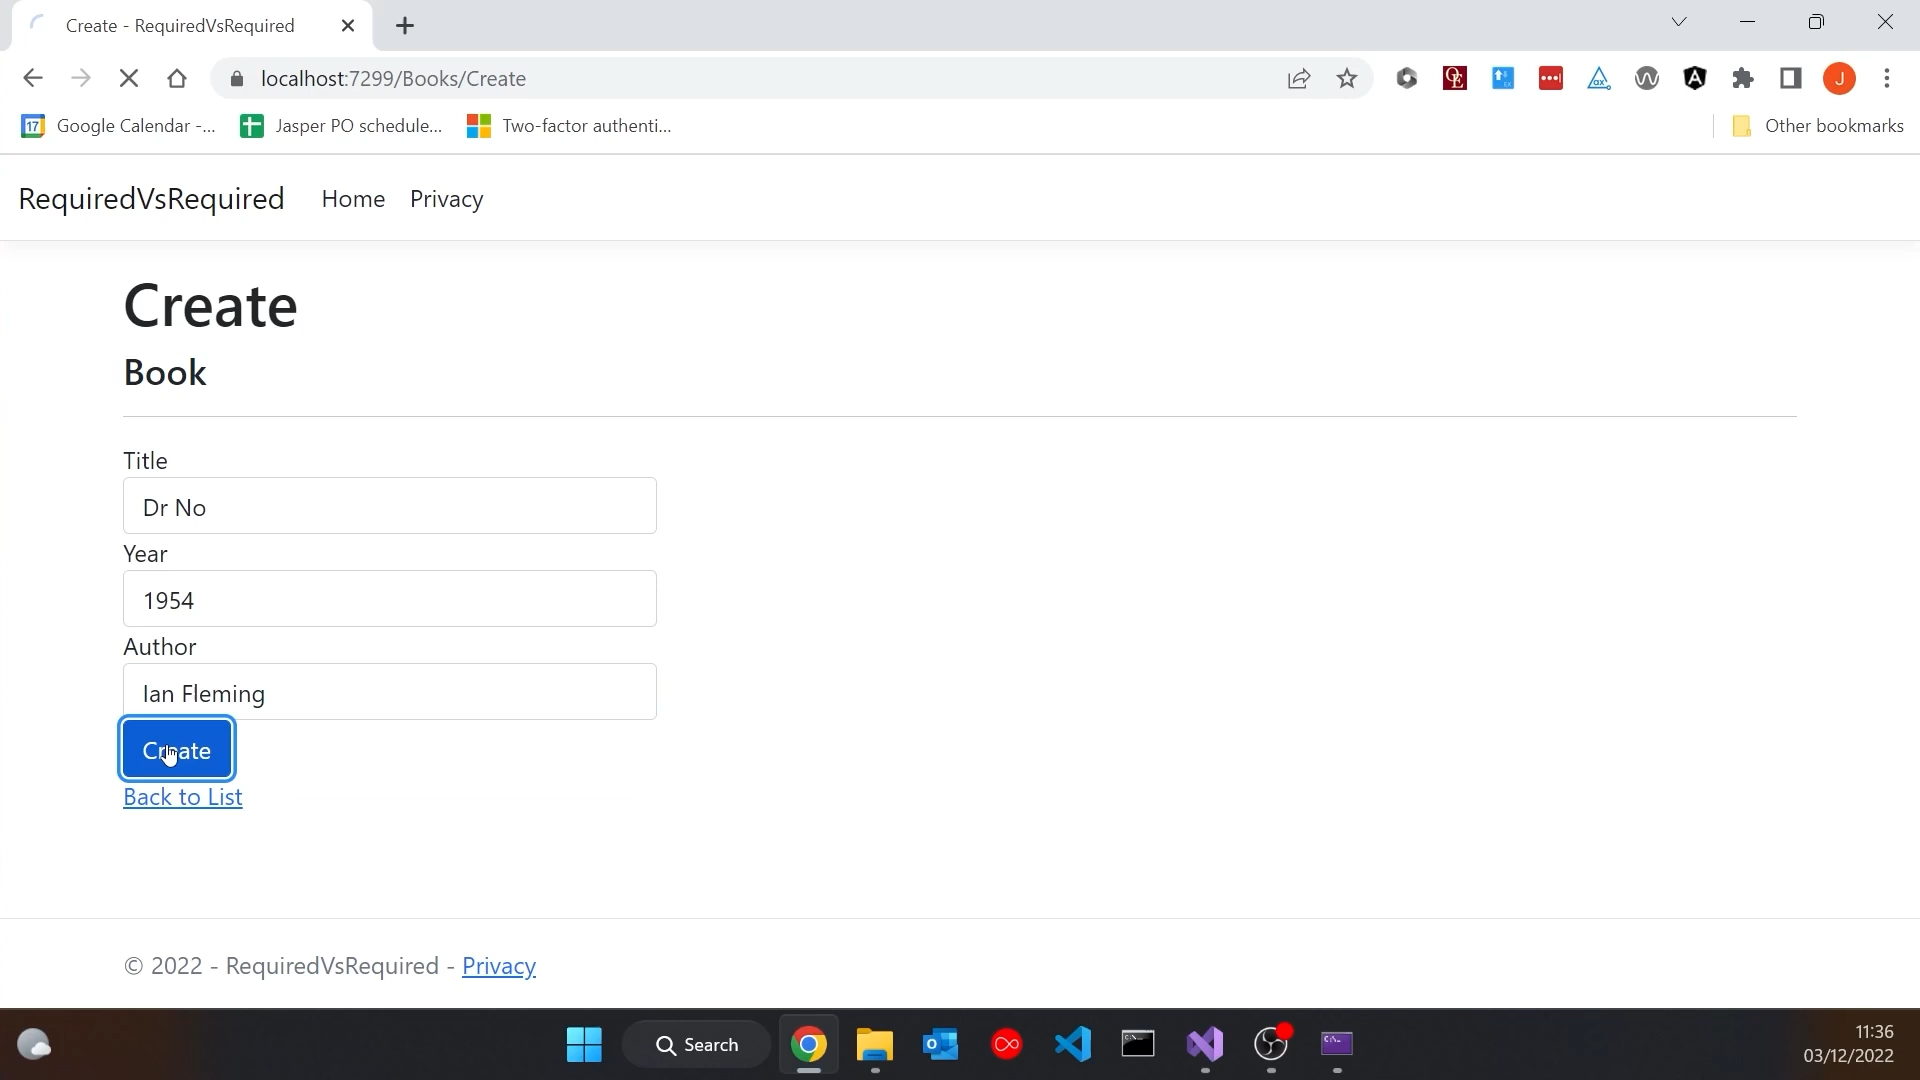 Create - RequiredVsRequired
localhost:7299/Books/Create
J
17 Google Calendar -... Jasper PO schedule... Two-factor authenti... Other bookmarks
RequiredVsRequired Home Privacy
Create
Book
Title
Dr No
Year
1954
Author
Ian Fleming
Create
Back to List
© 2022 - RequiredVsRequired - Privacy
Search
11:36
03/12/2022